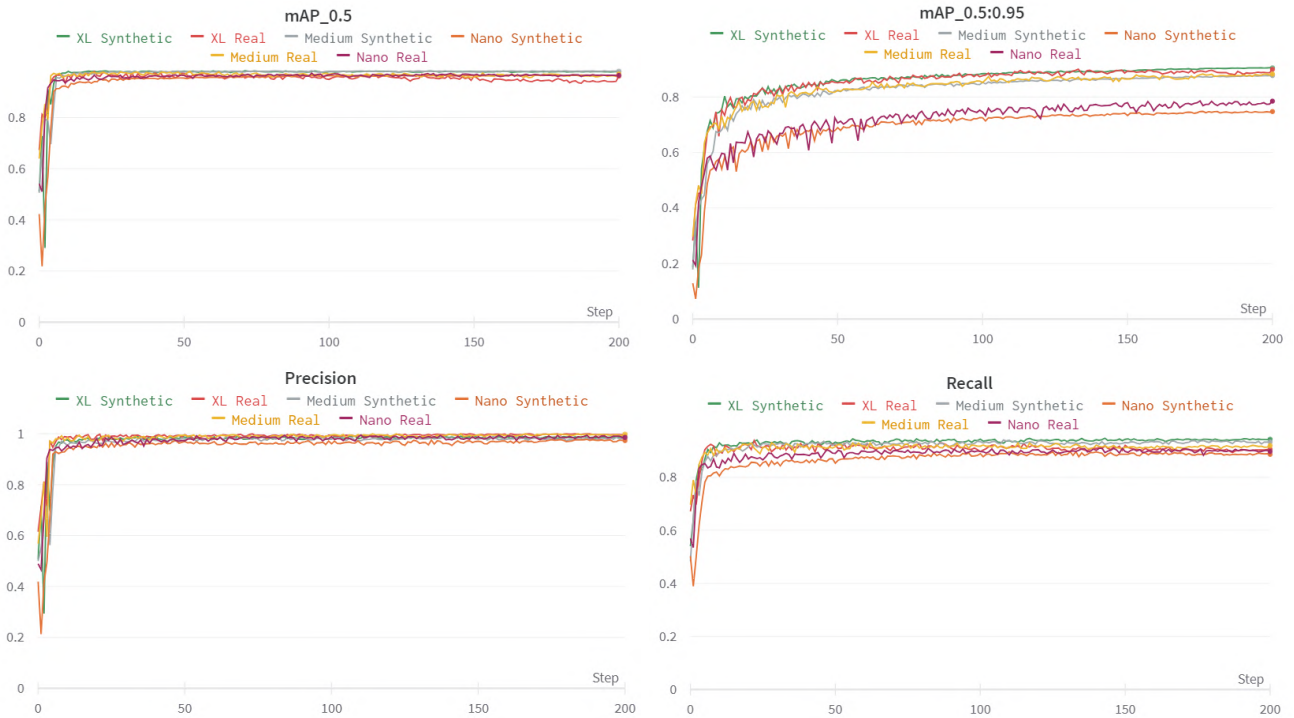 mAP_0.5
XL Synthetic XL Real Medium Synthetic Nano Synthetic
Medium Real Nano Real
0.8
0.6
0.4
0.2
0
Step
0 50 100 150 200
mAP_0.5:0.95
XL Synthetic XL Real Medium Synthetic Nano Synthetic
Medium Real Nano Real
0.8
0.6
0.4
0.2
0
Step
0 50 100 150 200
Precision
XL Synthetic XL Real Medium Synthetic Nano Synthetic
Medium Real Nano Real
1
0.8
0.6
0.4
0.2
0
Step
0 50 100 150 200
Recall
XL Synthetic XL Real Medium Synthetic Nano Synthetic
Medium Real Nano Real
0.8
0.6
0.4
0.2
0
Step
0 50 100 150 200